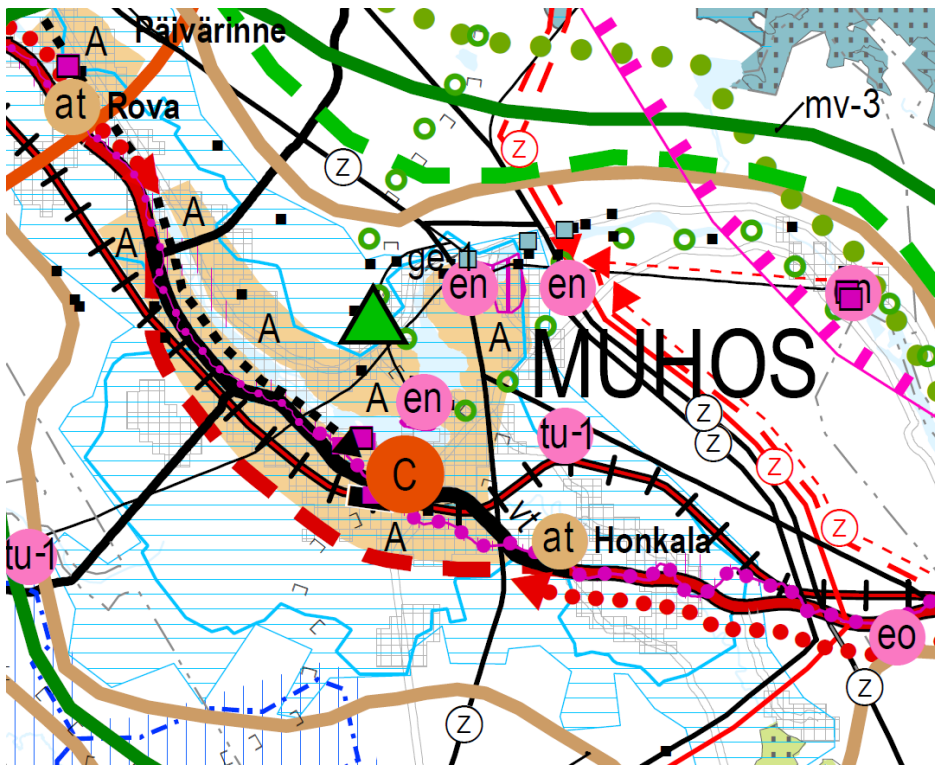 Päivärinne
A
at Rova
mv-3
Z
Z
A
A
A
ge-1
en
en
A
A
MUHOS
A
en
tu-1
Z
Z
Z
C
vt
Z
A
at Honkala
tu-1
eo
Z
Z